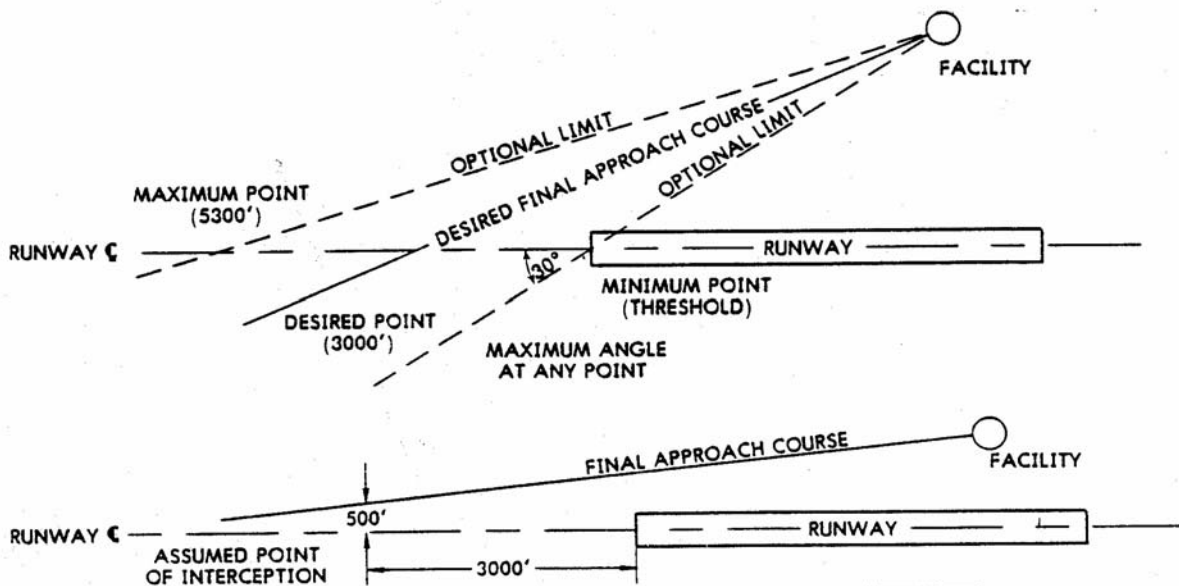 FACILITY
OPTIONAL LIMIT
DESIRED FINAL APPROACH COURSE
OPTIONAL LIMIT
MAXIMUM POINT
(5300')
RUNWAY ℄
RUNWAY
30°
MINIMUM POINT
(THRESHOLD)
DESIRED POINT
(3000')
MAXIMUM ANGLE
AT ANY POINT
FINAL APPROACH COURSE
FACILITY
500'
RUNWAY ℄
RUNWAY
ASSUMED POINT
OF INTERCEPTION
3000'